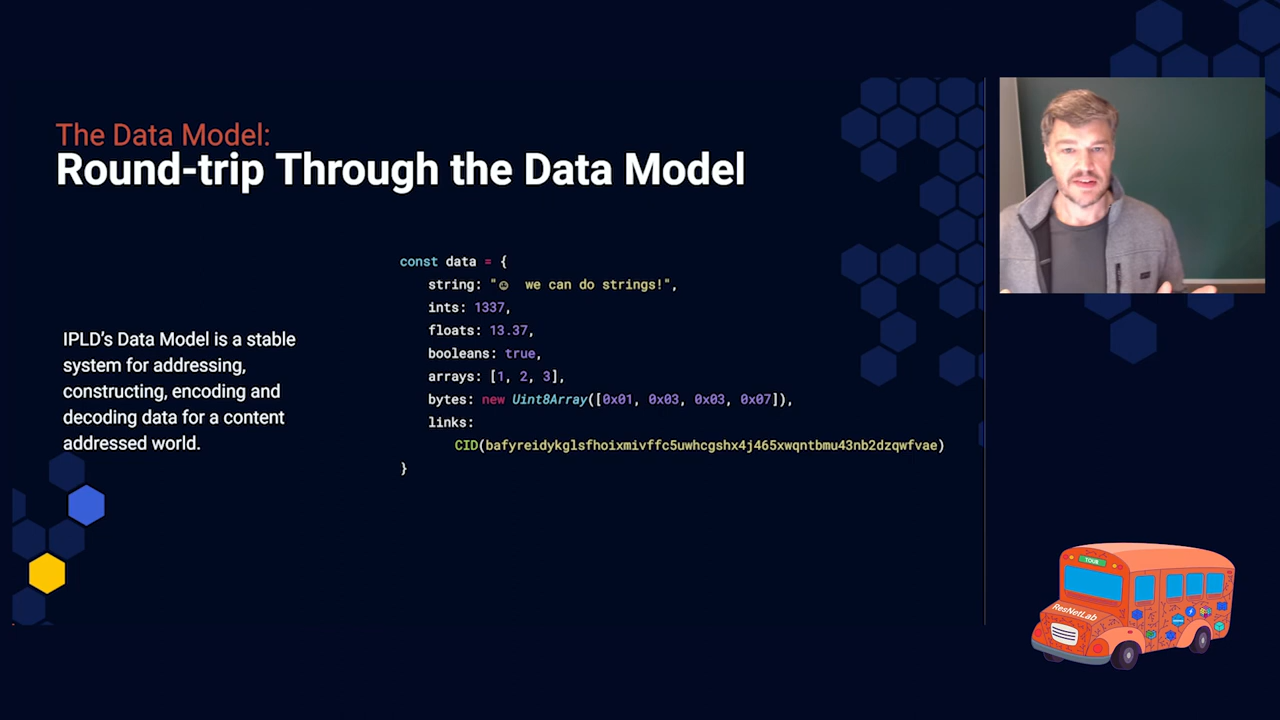 The Data Model:
Round-trip Through the Data Model
IPLD’s Data Model is a stable
system for addressing,
constructing, encoding and
decoding data for a content
addressed world.
const data = {
string: "☺ we can do strings!",
ints: 1337,
floats: 13.37,
booleans: true,
arrays: [1, 2, 3],
bytes: new Uint8Array([0x01, 0x03, 0x03, 0x07]),
links:
CID(bafyreidykglsfhoixmivffc5uwhcgshx4j465xwqntbmu43nb2dzqwfvae)
}
TOUR
ResNetLab